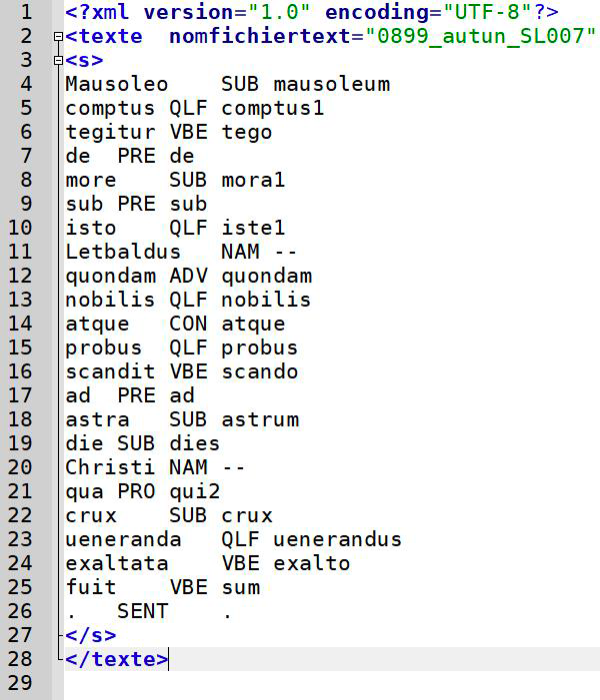 1 <?xml version="1.0" encoding="UTF-8"?>
2 <texte  nomfichiertext="0899_autun_SL007"
3 <s>
4 Mausoleo	SUB	mausoleum
5 comptus	QLF	comptus1
6 tegitur	VBE	tego
7 de	PRE	de
8 more	SUB	mora1
9 sub	PRE	sub
10 isto	QLF	iste1
11 Letbaldus	NAM	--
12 quondam	ADV	quondam
13 nobilis	QLF	nobilis
14 atque	CON	atque
15 probus	QLF	probus
16 scandit	VBE	scando
17 ad	PRE	ad
18 astra	SUB	astrum
19 die	SUB	dies
20 Christi	NAM	--
21 qua	PRO	qui2
22 crux	SUB	crux
23 ueneranda	QLF	uenerandus
24 exaltata	VBE	exalto
25 fuit	VBE	sum
26 .	SENT	.
27 </s>
28 </texte>
29